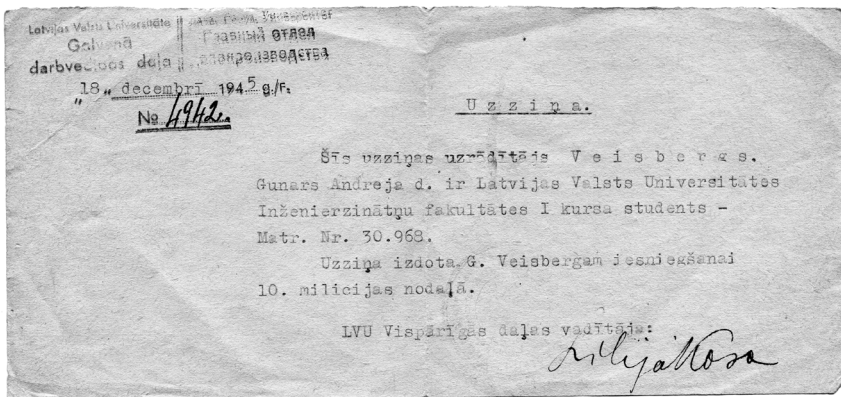 Latvijas Valsts Universitāte
Galvenā
darbvedības daļa
Главный отдел
делопроизводства
"18" decembrī 1945 g./г.
No 4942.
Uzziņa.
Šīs uzziņas uzrādītājs Veisbergs.
Gunars Andreja d. ir Latvijas Valsts Universitātes
Inženierzinātņu fakultātes I kursa students –
Matr. Nr. 30.968.
Uzziņa izdota G. Veisbergam iesniegšanai
10. milicijas nodaļā.
LVU Vispārīgās daļas vadītājs: